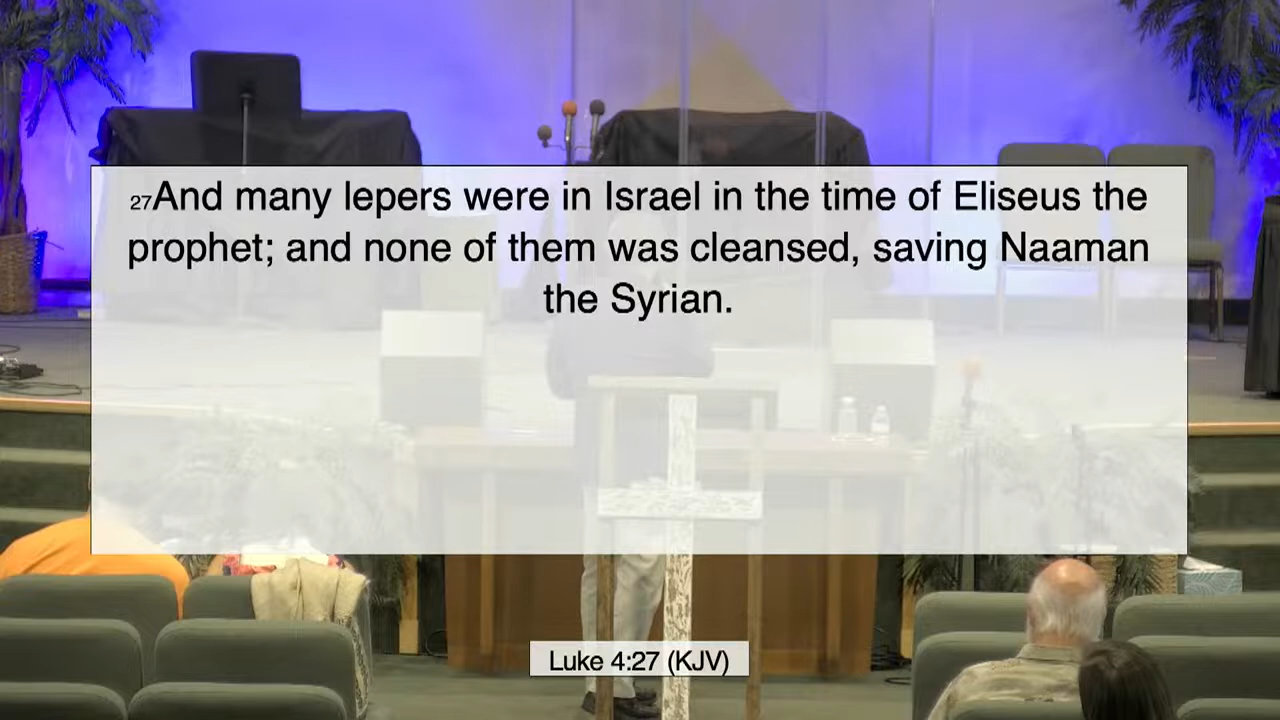 27And many lepers were in Israel in the time of Eliseus the
prophet; and none of them was cleansed, saving Naaman
the Syrian.
Luke 4:27 (KJV)